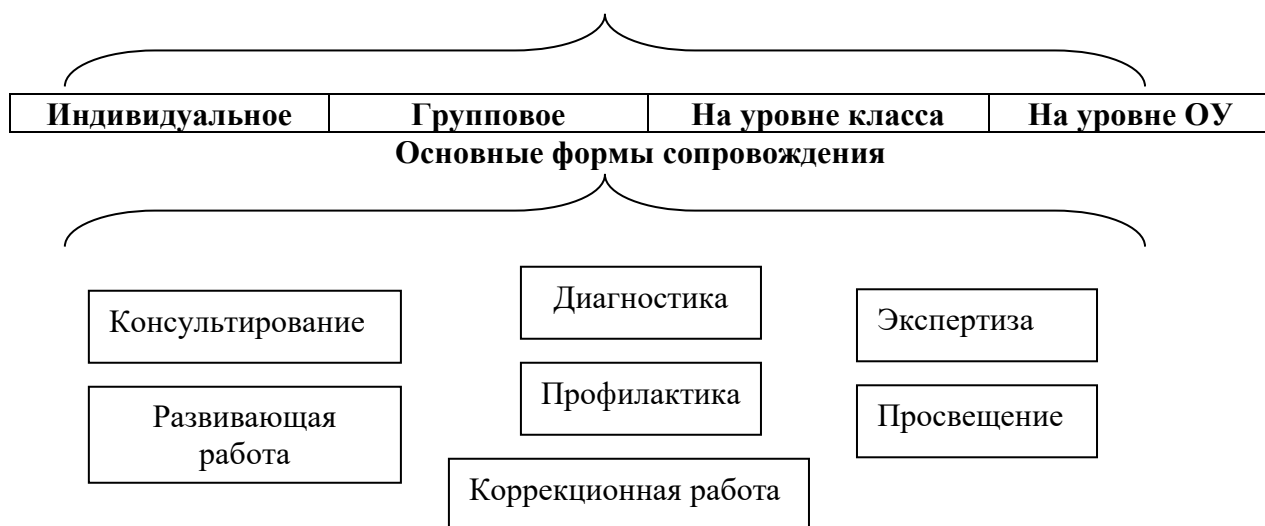 Индивидуальное Групповое На уровне класса На уровне ОУ
Основные формы сопровождения
Консультирование
Диагностика
Экспертиза
Развивающая
работа
Профилактика
Просвещение
Коррекционная работа